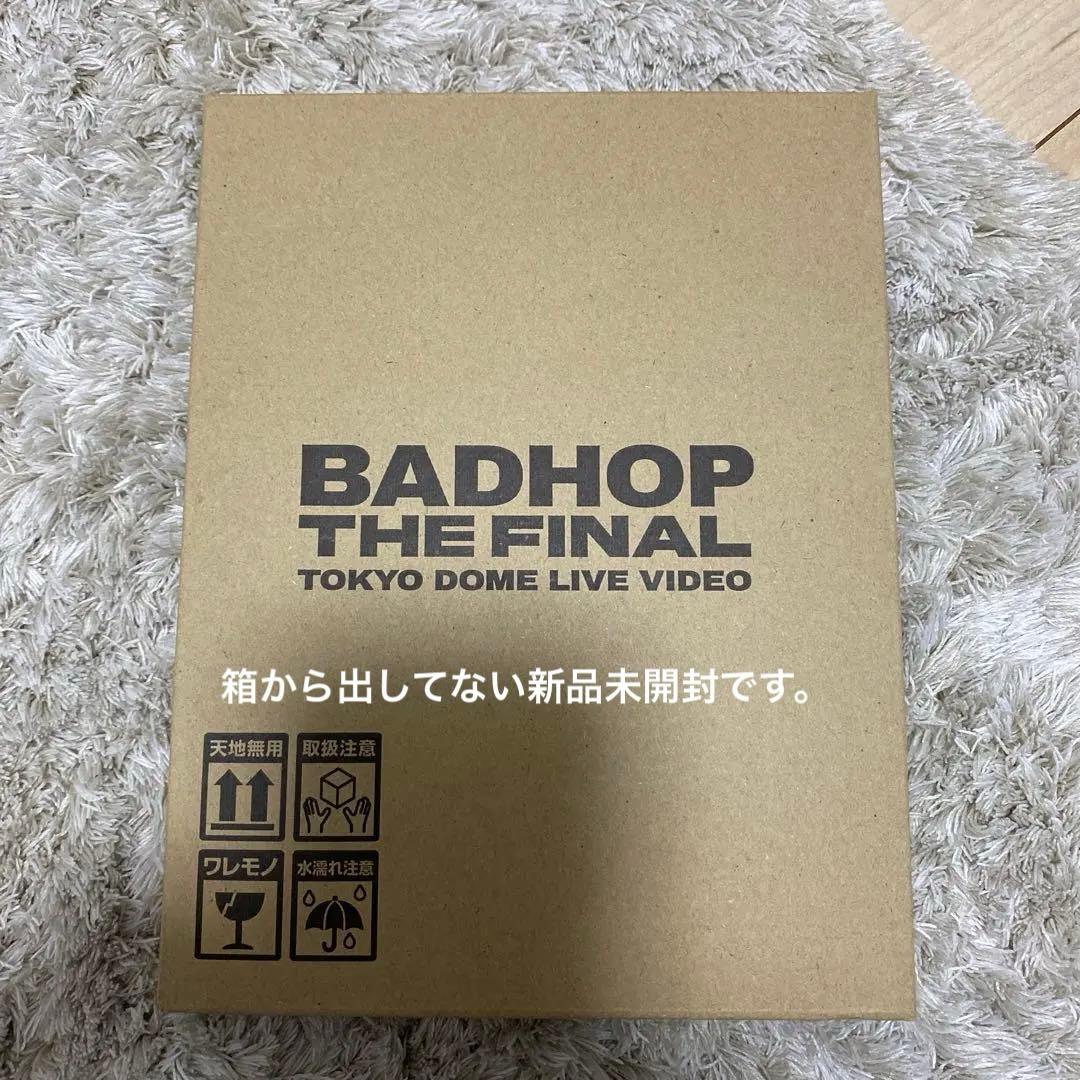 BADHOP
THE FINAL
TOKYO DOME LIVE VIDEO
箱から出してない新品未開封です。
天地無用
取扱注意
ワレモノ
水濡れ注意